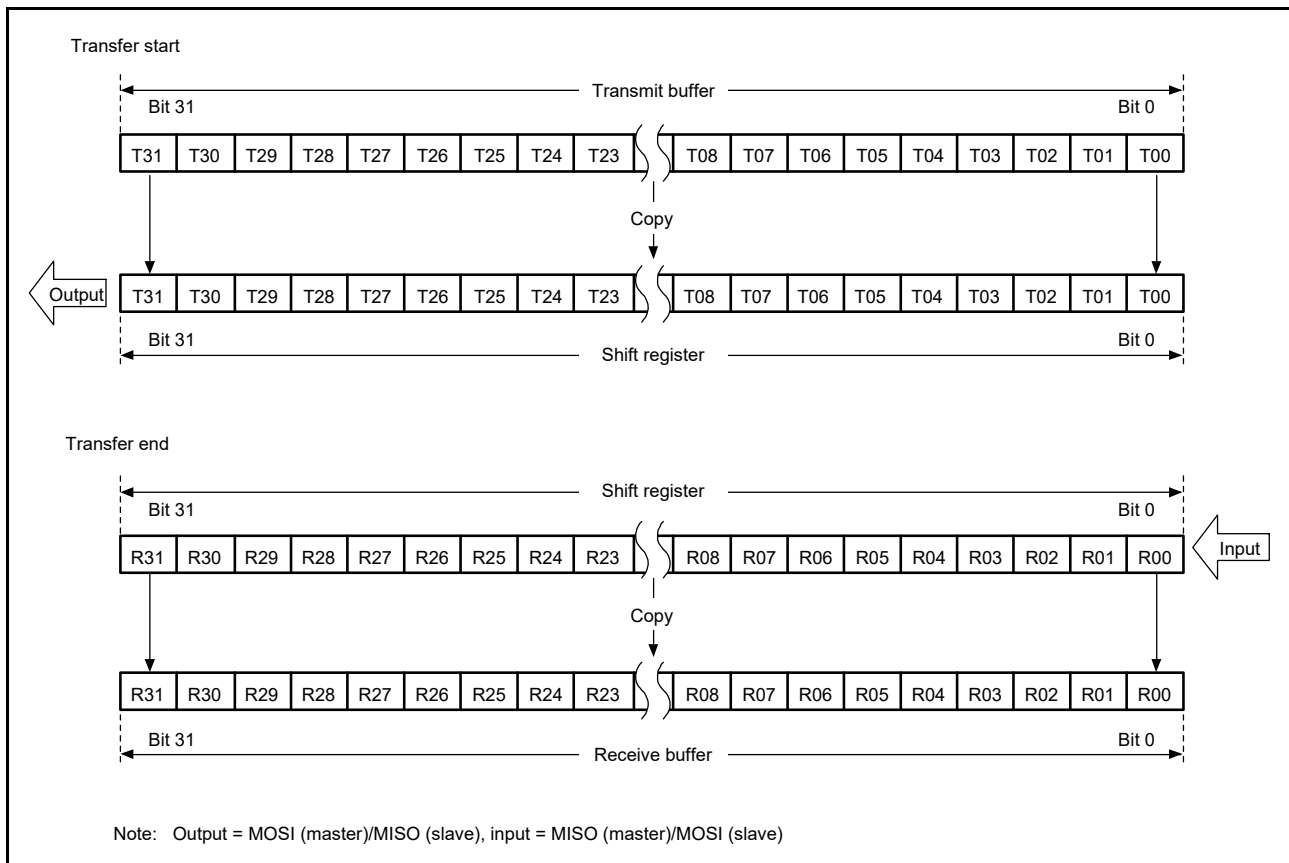 Transfer start
Transmit buffer
Bit 31 Bit 0
T31 T30 T29 T28 T27 T26 T25 T24 T23 T08 T07 T06 T05 T04 T03 T02 T01 T00
Copy
Output T31 T30 T29 T28 T27 T26 T25 T24 T23 T08 T07 T06 T05 T04 T03 T02 T01 T00
Bit 31 Bit 0
Shift register
Transfer end
Shift register
Bit 31 Bit 0
R31 R30 R29 R28 R27 R26 R25 R24 R23 R08 R07 R06 R05 R04 R03 R02 R01 R00 Input
Copy
R31 R30 R29 R28 R27 R26 R25 R24 R23 R08 R07 R06 R05 R04 R03 R02 R01 R00
Bit 31 Bit 0
Receive buffer
Note: Output = MOSI (master)/MISO (slave), input = MISO (master)/MOSI (slave)